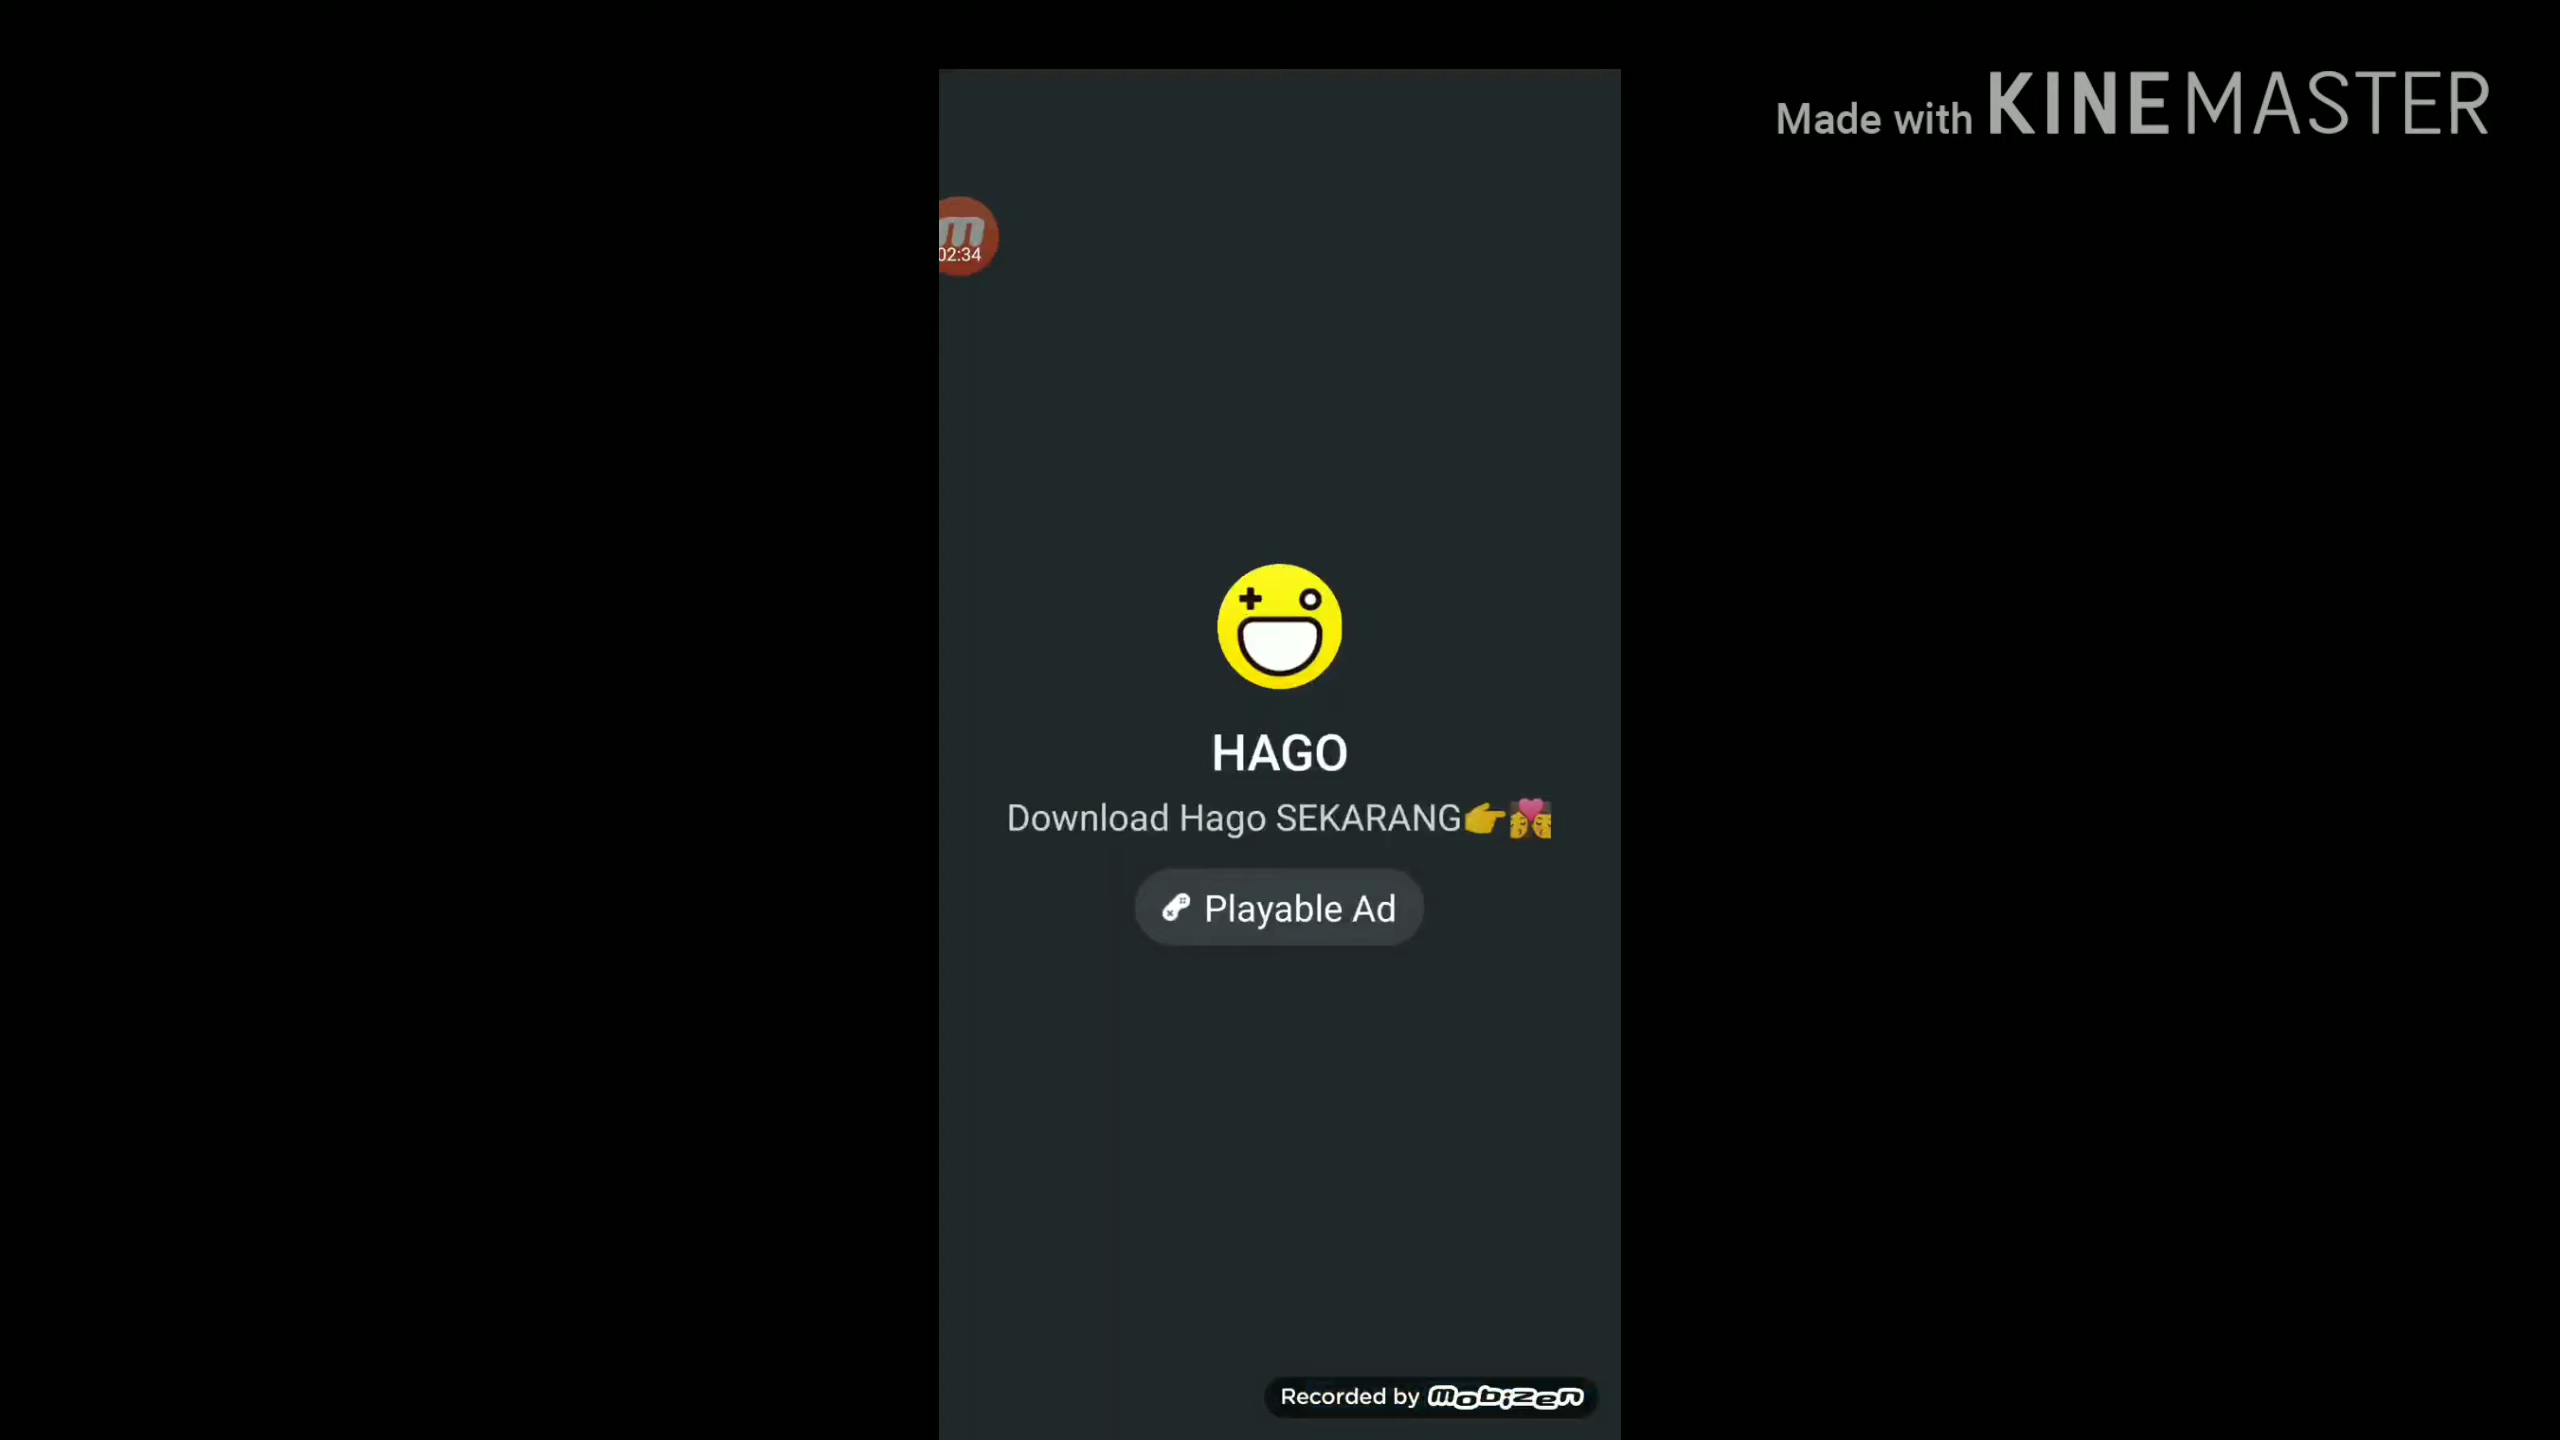 Made with KINEMASTER
02:34
HAGO
Download Hago SEKARANG👉💏
Playable Ad
Recorded by mobizen